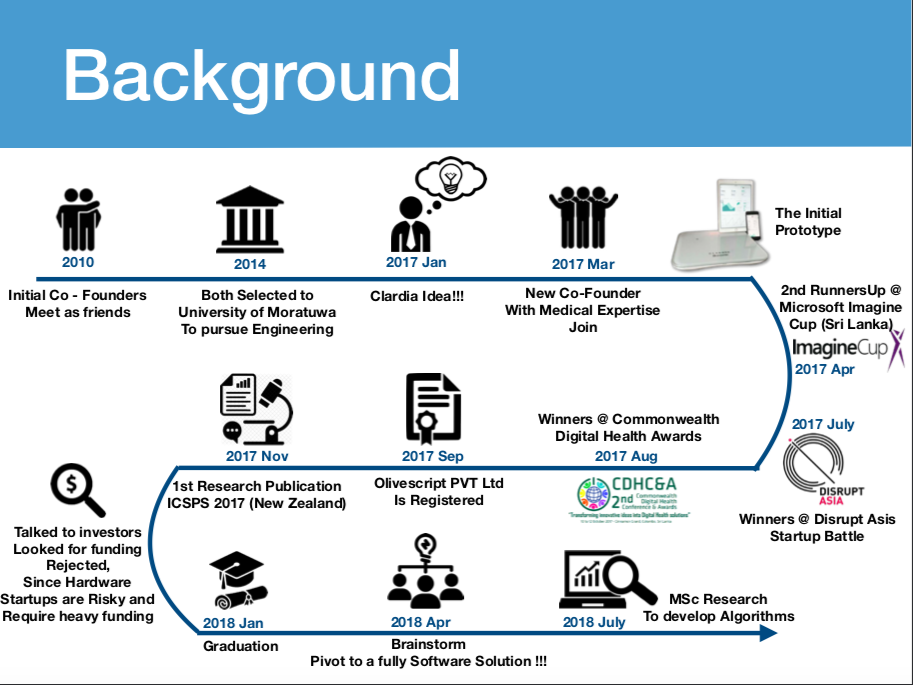 Background
2010
Initial Co - Founders
Meet as friends
2014
Both Selected to
University of Moratuwa
To pursue Engineering
2017 Jan
Clardia Idea!!!
2017 Mar
New Co-Founder
With Medical Expertise
Join
The Initial
Prototype
2nd RunnersUp @
Microsoft Imagine
Cup (Sri Lanka)
ImagineCup
2017 Apr
2017 July
DISRUPT
ASIA
Winners @ Disrupt Asis
Startup Battle
Winners @ Commonwealth
Digital Health Awards
2017 Aug
CDHC&A
2nd Commonwealth
Digital Health
Conference & Awards
"Transforming innovative ideas into Digital Health solutions"
2017 Sep
Olivescript PVT Ltd
Is Registered
2017 Nov
1st Research Publication
ICSPS 2017 (New Zealand)
Talked to investors
Looked for funding
Rejected,
Since Hardware
Startups are Risky and
Require heavy funding
2018 Jan
Graduation
2018 Apr
Brainstorm
Pivot to a fully Software Solution !!!
2018 July
MSc Research
To develop Algorithms